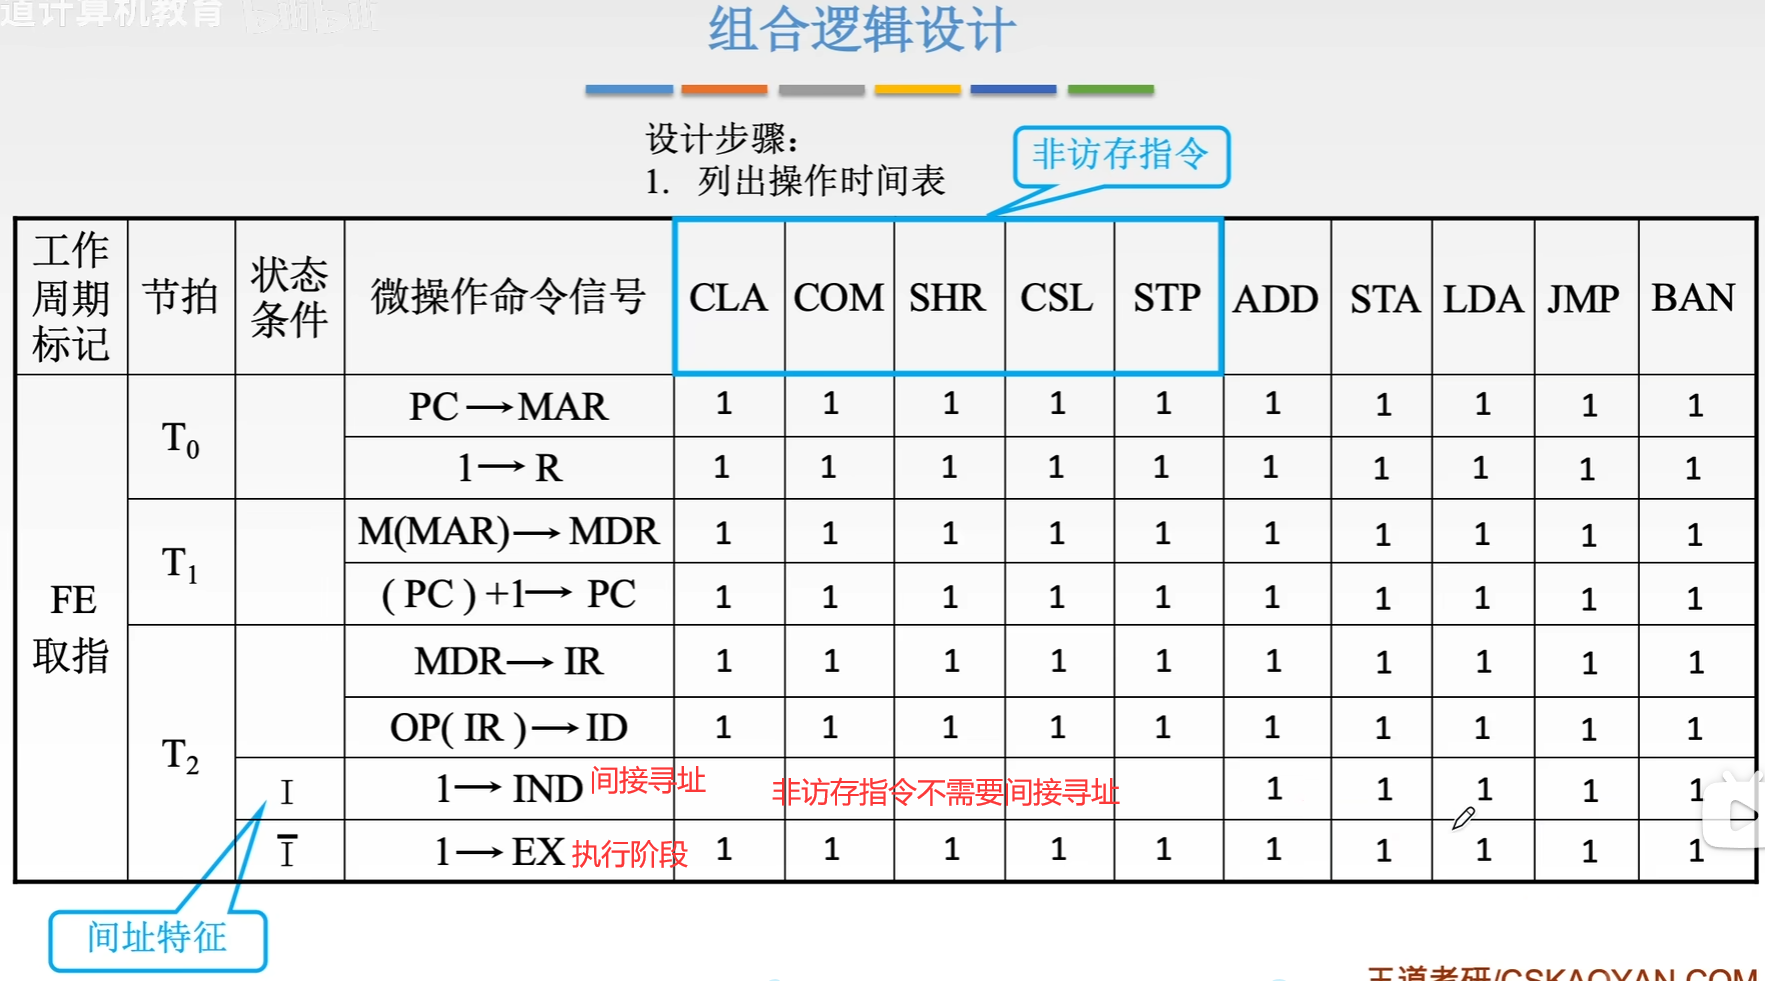 道计算机教育 bilibili
组合逻辑设计
设计步骤:
1. 列出操作时间表
非访存指令
工作周期标记 节拍 状态条件 微操作命令信号 CLA COM SHR CSL STP ADD STA LDA JMP BAN
FE 取指
T0 PC→MAR 1 1 1 1 1 1 1 1 1 1
1→R 1 1 1 1 1 1 1 1 1 1
T1 M(MAR)→MDR 1 1 1 1 1 1 1 1 1 1
(PC)+1→PC 1 1 1 1 1 1 1 1 1 1
T2 MDR→IR 1 1 1 1 1 1 1 1 1 1
OP(IR)→ID 1 1 1 1 1 1 1 1 1 1
I 1→IND 间接寻址 非访存指令不需要间接寻址 1 1 1 1 1
Ī 1→EX 执行阶段 1 1 1 1 1 1 1 1 1 1
间址特征
王道考研/CSKAOYAN.COM